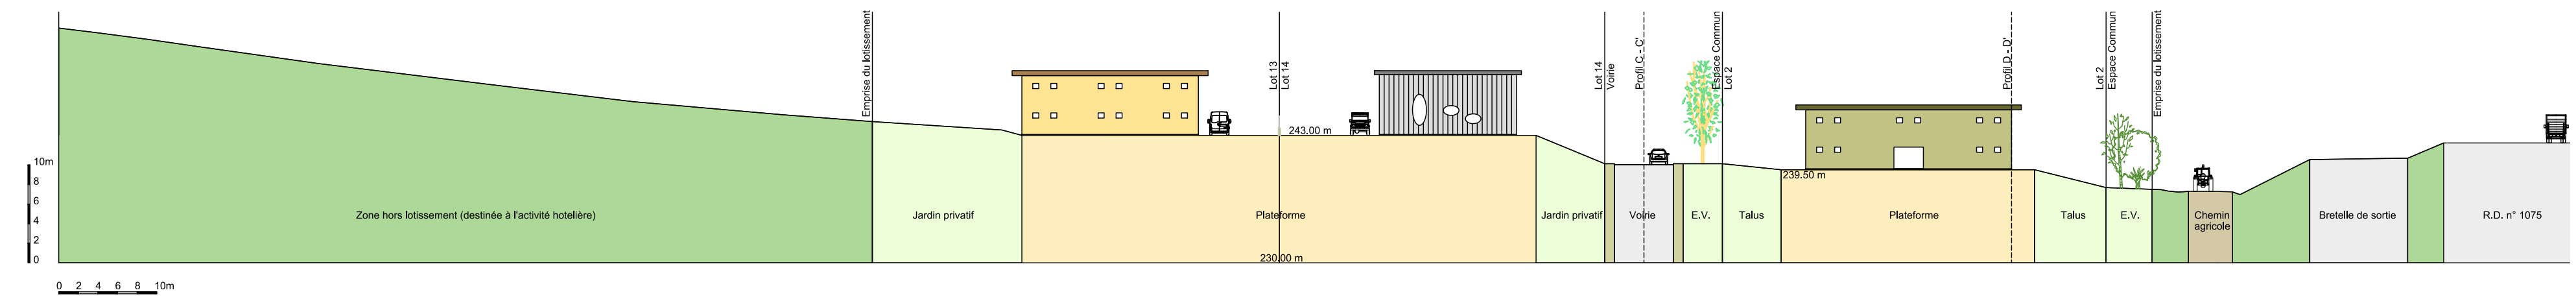 Emprise du lotissement
Lot 13
Lot 14
Lot 14
Voirie
Profil C - C'
Espace Commun
Lot 2
Profil D - D'
Lot 2
Espace Commun
Emprise du lotissement
243.00 m
239.50 m
10m
8
6
4
2
0
Zone hors lotissement (destinée à l'activité hotelière)
Jardin privatif
Plateforme
Jardin privatif
Voirie
E.V.
Talus
Plateforme
Talus
E.V.
Chemin
agricole
Bretelle de sortie
R.D. n° 1075
230.00 m
0 2 4 6 8 10m